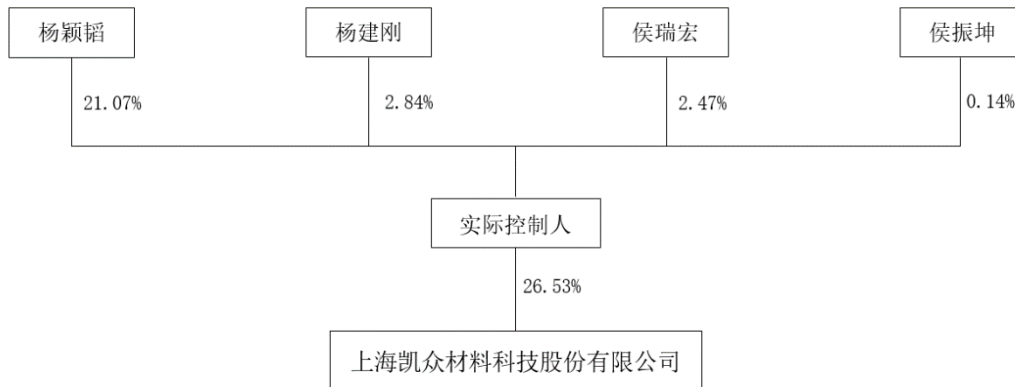 杨颖韬 杨建刚 侯瑞宏 侯振坤
21.07% 2.84% 2.47% 0.14%
实际控制人
26.53%
上海凯众材料科技股份有限公司